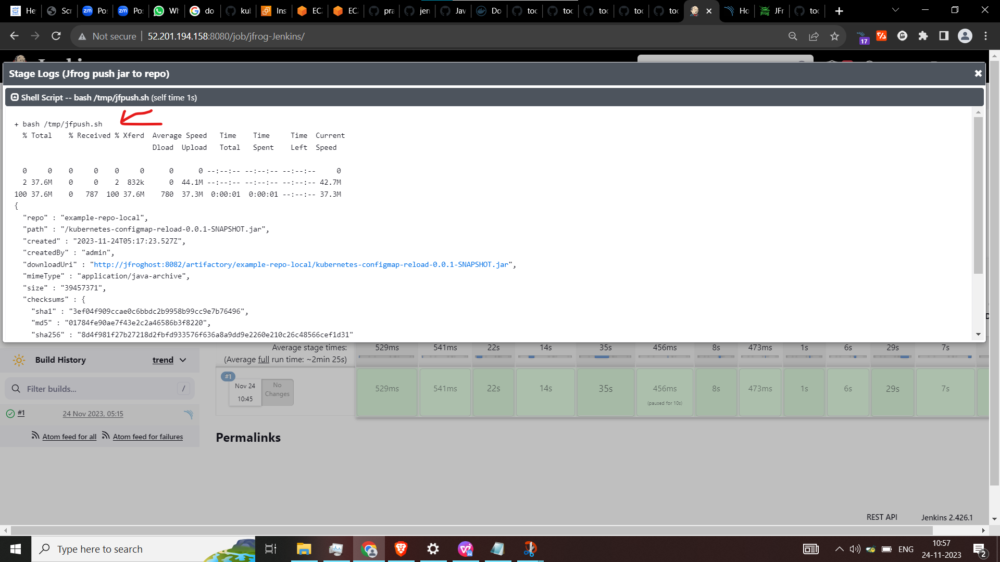 He
Scr
Pos
Pos
Wh
do
kub
Ins
EC2
EC2
pra
jen
Jav
Do
toc
toc
toc
toc
toc
Ho
JFr
toc
Not secure
52.201.194.158:8080/job/jfrog-Jenkins/
17
Stage Logs (Jfrog push jar to repo)
Shell Script -- bash /tmp/jfpush.sh (self time 1s)
+ bash /tmp/jfpush.sh
% Total % Received % Xferd Average Speed Time Time Time Current
Dload Upload Total Spent Left Speed
0 0 0 0 0 0 0 0 --:--:-- --:--:-- --:--:-- 0
2 37.6M 0 0 2 832k 0 44.1M --:--:-- --:--:-- --:--:-- 42.7M
100 37.6M 0 787 100 37.6M 780 37.3M 0:00:01 0:00:01 --:--:-- 37.3M
{
"repo" : "example-repo-local",
"path" : "/kubernetes-configmap-reload-0.0.1-SNAPSHOT.jar",
"created" : "2023-11-24T05:17:23.527Z",
"createdBy" : "admin",
"downloadUri" : "http://jfroghost:8082/artifactory/example-repo-local/kubernetes-configmap-reload-0.0.1-SNAPSHOT.jar",
"mimeType" : "application/java-archive",
"size" : "39457371",
"checksums" : {
"sha1" : "3ef04f909ccae0c6bbdc2b9958b99cc9e7b76496",
"md5" : "01784fe90ae7f43e2c2a46586b3f8220",
"sha256" : "8d4f981f27b27218d2fbfd933576f636a8a9dd9e2260e210c26c48566cef1d31"
Average stage times:
(Average full run time: ~2min 25s)
529ms 541ms 22s 14s 35s 456ms 8s 473ms 1s 6s 29s 7s
Build History trend
Filter builds... /
#1 24 Nov 2023, 05:15
Atom feed for all Atom feed for failures
#1
Nov 24
10:45
No
Changes
529ms 541ms 22s 14s 35s 456ms 8s 473ms 1s 6s 29s 7s
(paused for 10s)
Permalinks
REST API Jenkins 2.426.1
Type here to search
ENG
10:57
24-11-2023
2